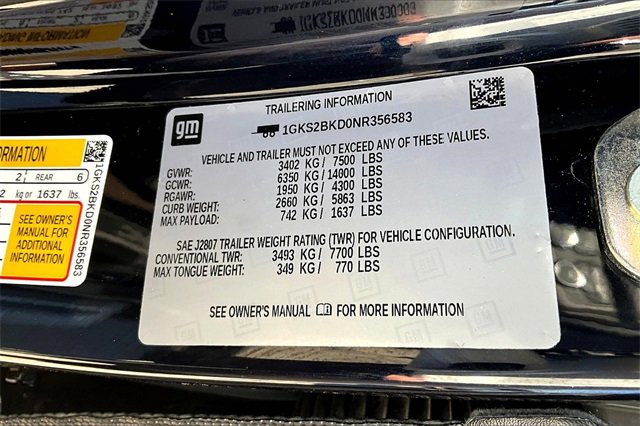 TRAILERING INFORMATION
gm
1GKS2BKD0NR356583
VEHICLE AND TRAILER MUST NOT EXCEED ANY OF THESE VALUES.
GVWR: 3402 KG/ 7500 LBS
GCWR: 6350 KG/ 14000 LBS
RGAWR: 1950 KG/ 4300 LBS
CURB WEIGHT: 2660 KG/ 5863 LBS
MAX PAYLOAD: 742 KG/ 1637 LBS
SAE J2807 TRAILER WEIGHT RATING (TWR) FOR VEHICLE CONFIGURATION.
CONVENTIONAL TWR: 3493 KG/ 7700 LBS
MAX TONGUE WEIGHT: 349 KG/ 770 LBS
SEE OWNER'S MANUAL FOR MORE INFORMATION
2 REAR 6
2 kg or 1637 lbs.
SEE OWNER'S
MANUAL FOR
ADDITIONAL
INFORMATION
1GKS2BKD0NR356583